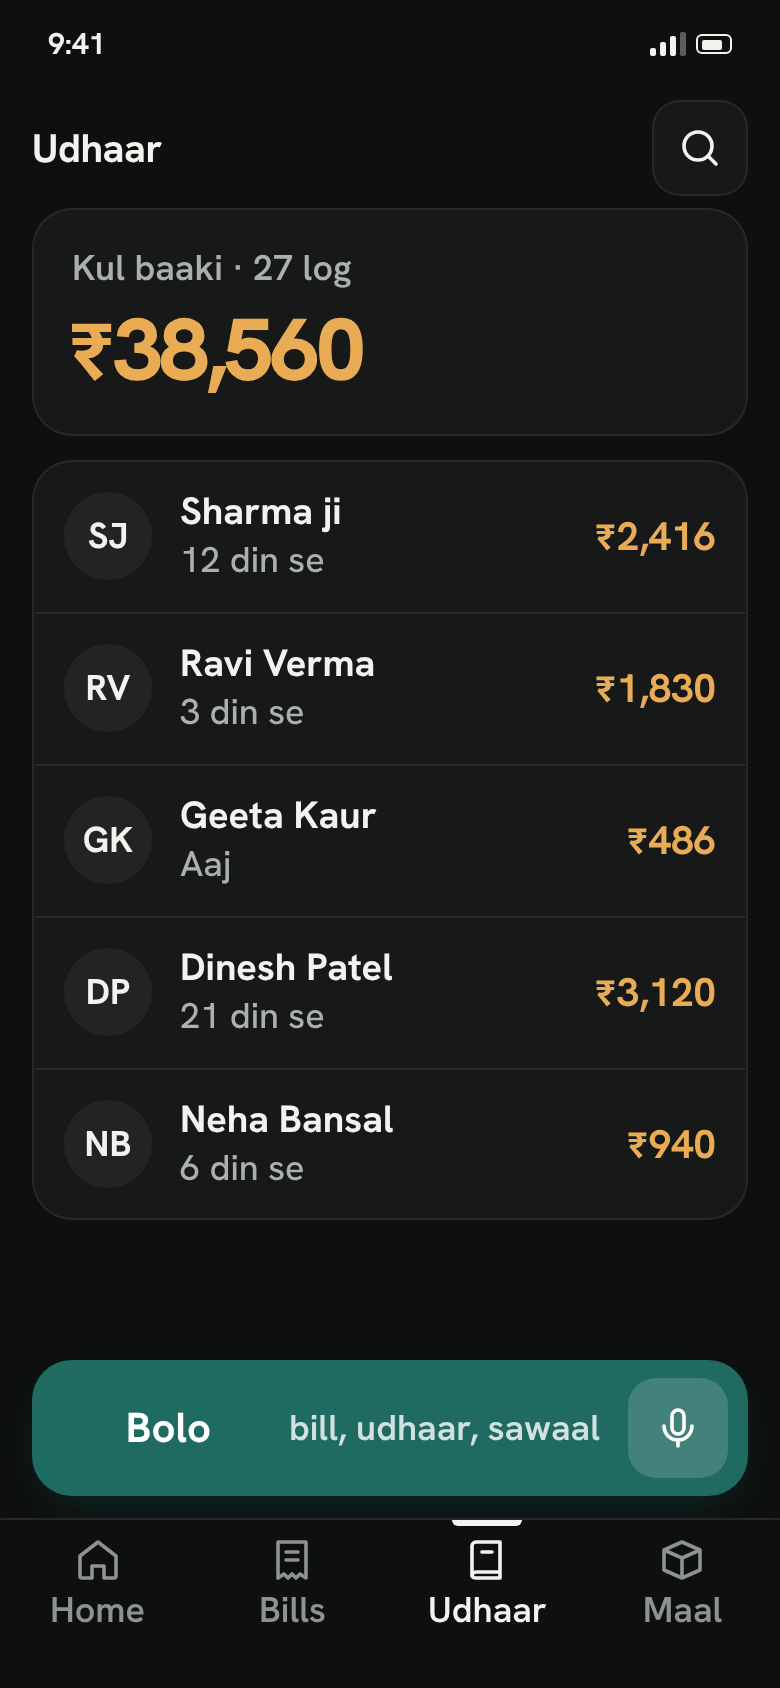 9:41
Udhaar
Kul baaki · 27 log
₹38,560
SJ
Sharma ji
12 din se
₹2,416
RV
Ravi Verma
3 din se
₹1,830
GK
Geeta Kaur
Aaj
₹486
DP
Dinesh Patel
21 din se
₹3,120
NB
Neha Bansal
6 din se
₹940
Bolo bill, udhaar, sawaal
Home Bills Udhaar Maal